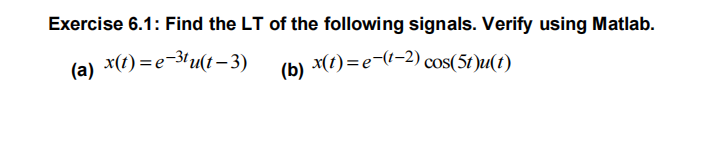 Exercise 6.1: Find the LT of the following signals. Verify using Matlab.
(a) x(t) = e^{-3t}u(t-3) (b) x(t) = e^{-(t-2)} cos(5t)u(t)